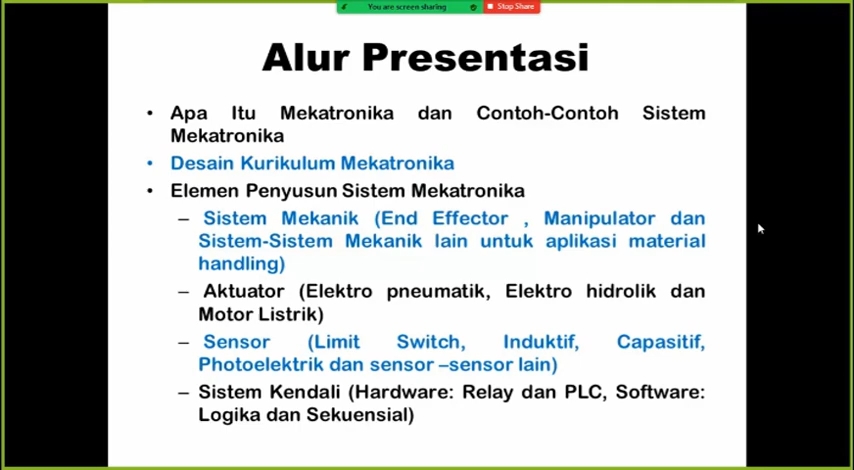 You are screen sharing
Stop Share
Alur Presentasi
• Apa Itu Mekatronika dan Contoh-Contoh Sistem
Mekatronika
• Desain Kurikulum Mekatronika
• Elemen Penyusun Sistem Mekatronika
– Sistem Mekanik (End Effector , Manipulator dan
Sistem-Sistem Mekanik lain untuk aplikasi material
handling)
– Aktuator (Elektro pneumatik, Elektro hidrolik dan
Motor Listrik)
– Sensor (Limit Switch, Induktif, Capasitif,
Photoelektrik dan sensor –sensor lain)
– Sistem Kendali (Hardware: Relay dan PLC, Software:
Logika dan Sekuensial)